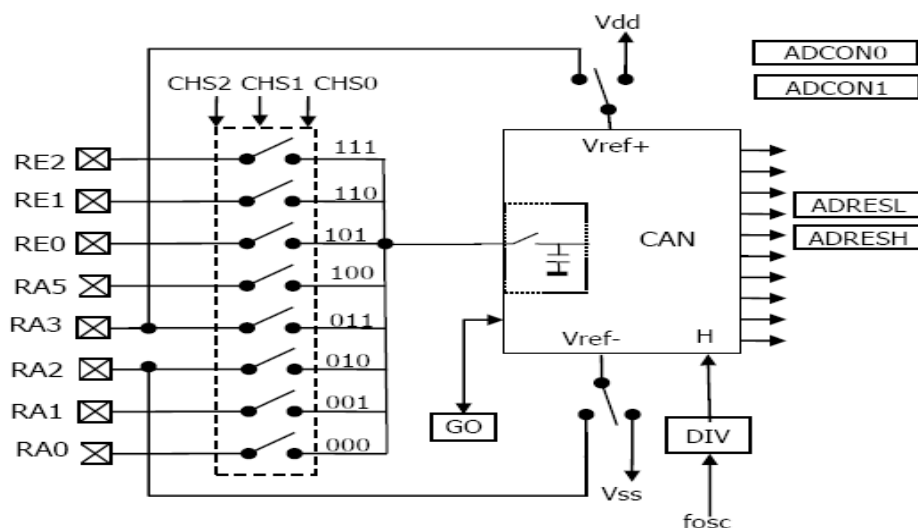 Vdd
ADCON0
ADCON1
CHS2 CHS1 CHS0
Vref+
RE2 111
RE1 110
RE0 101
RA5 100
RA3 011
RA2 010
RA1 001
RA0 000
CAN
ADRESL
ADRESH
Vref- H
GO
DIV
Vss
fosc